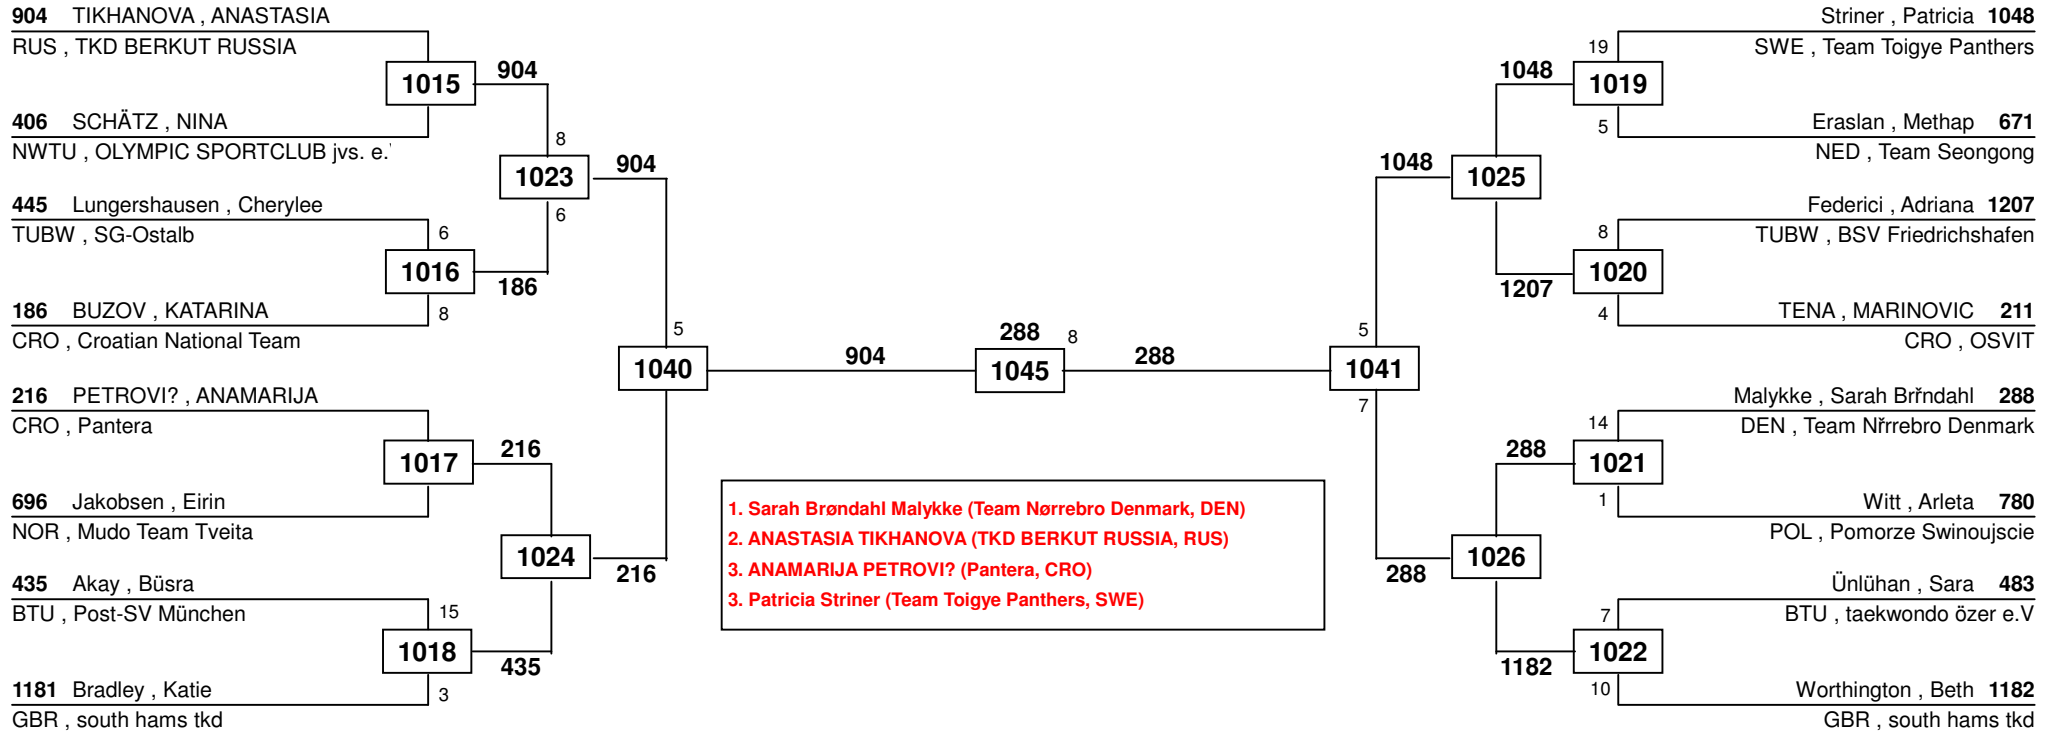 904 TIKHANOVA , ANASTASIA
RUS , TKD BERKUT RUSSIA
1015
904
406 SCHÄTZ , NINA
NWTU , OLYMPIC SPORTCLUB jvs. e.'
8
1023
904
6
445 Lungershausen , Cherylee
TUBW , SG-Ostalb
6
1016
186
186 BUZOV , KATARINA
8
CRO , Croatian National Team
5
1040
904
216 PETROVI? , ANAMARIJA
CRO , Pantera
1017
216
696 Jakobsen , Eirin
NOR , Mudo Team Tveita
1024
216
435 Akay , Büsra
BTU , Post-SV München
15
1018
435
1181 Bradley , Katie
3
GBR , south hams tkd
288
8
1045
288
1. Sarah Brøndahl Malykke (Team Nørrebro Denmark, DEN)
2. ANASTASIA TIKHANOVA (TKD BERKUT RUSSIA, RUS)
3. ANAMARIJA PETROVI? (Pantera, CRO)
3. Patricia Striner (Team Toigye Panthers, SWE)
Striner , Patricia 1048
19
SWE , Team Toigye Panthers
1048
1019
5
Eraslan , Methap 671
NED , Team Seongong
1048
1025
Federici , Adriana 1207
8
TUBW , BSV Friedrichshafen
1020
1207
4
TENA , MARINOVIC 211
CRO , OSVIT
5
1041
7
Malykke , Sarah Břndahl 288
14
DEN , Team Nřrrebro Denmark
288
1021
1
Witt , Arleta 780
POL , Pomorze Swinoujscie
1026
288
Ünlühan , Sara 483
7
BTU , taekwondo özer e.V
1022
1182
10
Worthington , Beth 1182
GBR , south hams tkd